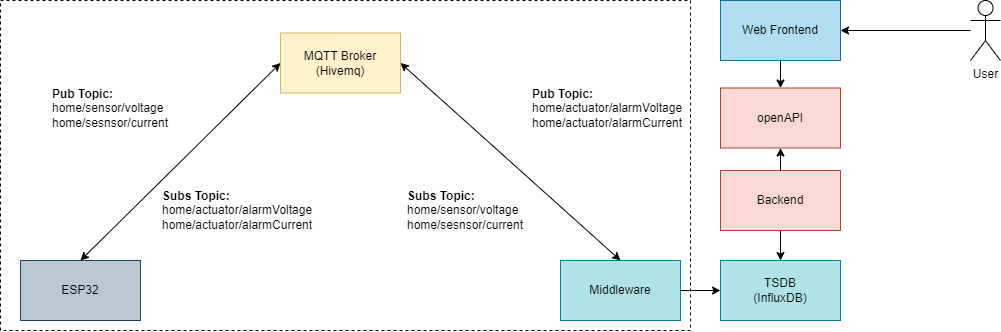 Web Frontend
User
MQTT Broker
(Hivemq)
Pub Topic:
home/sensor/voltage
home/sesnsor/current
Pub Topic:
home/actuator/alarmVoltage
home/actuator/alarmCurrent
openAPI
Subs Topic:
home/actuator/alarmVoltage
home/actuator/alarmCurrent
Subs Topic:
home/sensor/voltage
home/sesnsor/current
Backend
ESP32
Middleware
TSDB
(InfluxDB)